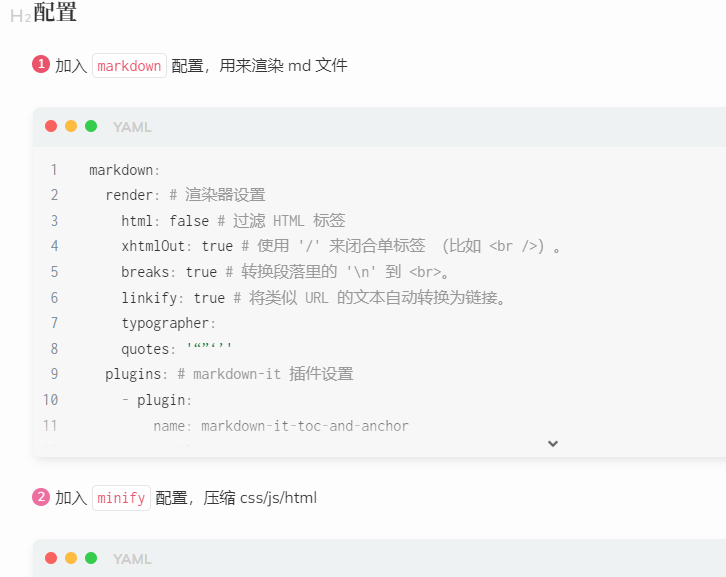 H2配置
1 加入 markdown 配置，用来渲染 md 文件
YAML
1 markdown:
2 render: # 渲染器设置
3 html: false # 过滤 HTML 标签
4 xhtmlOut: true # 使用 '/' 来闭合单标签 （比如 <br />）。
5 breaks: true # 转换段落里的 '\n' 到 <br>。
6 linkify: true # 将类似 URL 的文本自动转换为链接。
7 typographer:
8 quotes: '“”‘’'
9 plugins: # markdown-it 插件设置
10 - plugin:
11 name: markdown-it-toc-and-anchor
2 加入 minify 配置，压缩 css/js/html
YAML